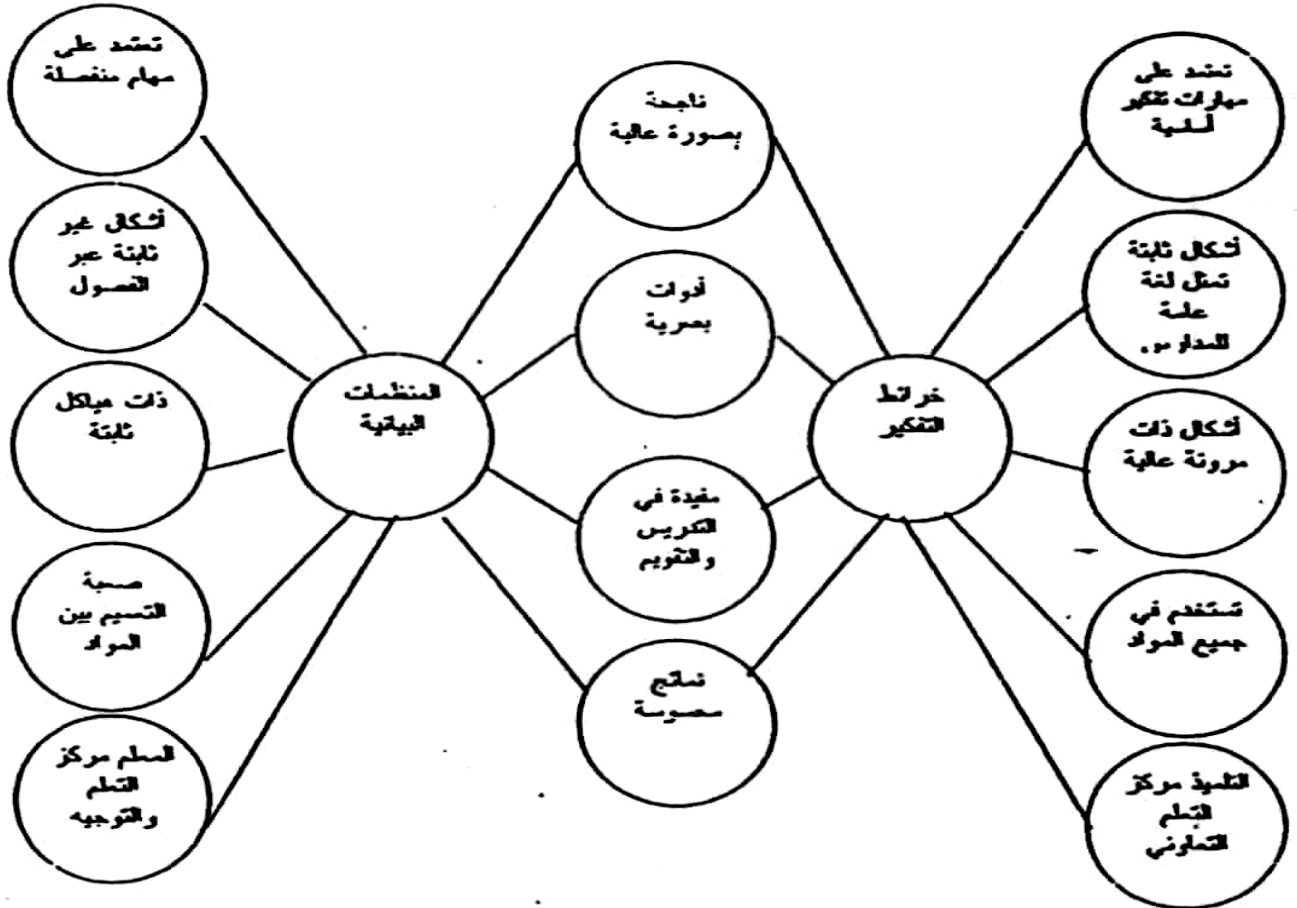 تعتمد على
مهارات تفكير
أساسية
أشكال ثابتة
تمثل لغة
عامة
للمدارس
أشكال ذات
مرونة عالية
تستخدم في
جميع المواد
التلميذ مركز
التعلم
التعاوني
خرائط
التفكير
ناجحة
بصورة عالية
أدوات
بصرية
مفيدة في
التدريس
والتقويم
نماذج
محسوسة
المنظمات
البيانية
تعتمد على
مهام منفصلة
أشكال غير
ثابتة عبر
الفصول
ذات هياكل
ثابتة
صعبة
التعميم بين
المواد
المعلم مركز
التعلم
والتوجيه